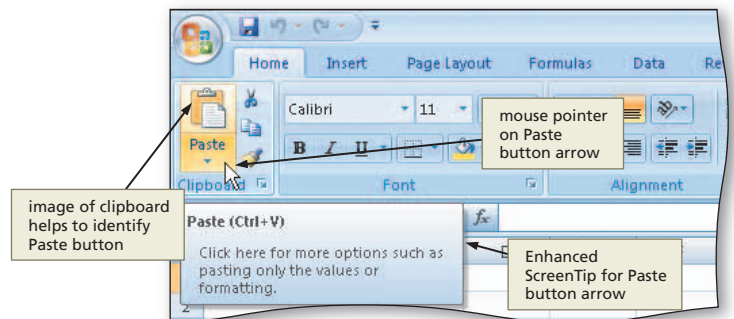 Home Insert Page Layout Formulas Data Re
Calibri 11
Paste
B I U
Clipboard Font Alignment
mouse pointer
on Paste
button arrow
image of clipboard
helps to identify
Paste button
fx
Paste (Ctrl+V)
Click here for more options such as
pasting only the values or
formatting.
Enhanced
ScreenTip for Paste
button arrow
2